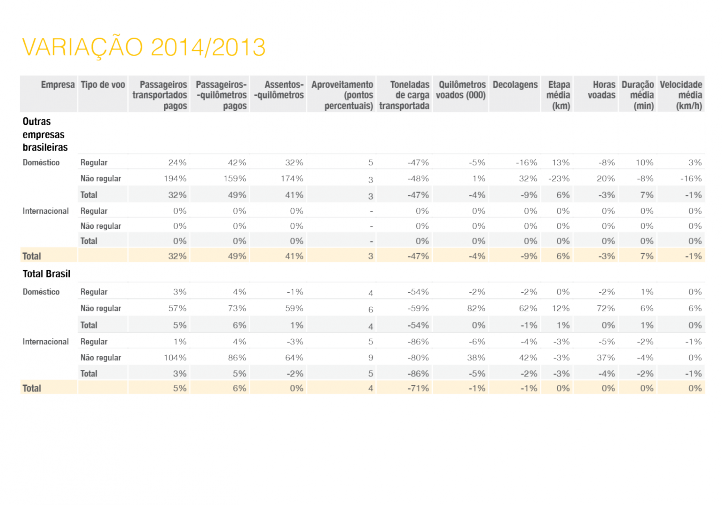 VARIAÇÃO 2014/2013
Empresa Tipo de voo Passageiros transportados pagos Passageiros-quilômetros pagos Assentos-quilômetros Aproveitamento (pontos percentuais) Toneladas de carga transportada Quilômetros voados (000) Decolagens Etapa média (km) Horas voadas Duração média (min) Velocidade média (km/h)
Outras
empresas
brasileiras
Doméstico Regular 24% 42% 32% 5 -47% -5% -16% 13% -8% 10% 3%
Não regular 194% 159% 174% 3 -48% 1% 32% -23% 20% -8% -16%
Total 32% 49% 41% 3 -47% -4% -9% 6% -3% 7% -1%
Internacional Regular 0% 0% 0% - 0% 0% 0% 0% 0% 0% 0%
Não regular 0% 0% 0% - 0% 0% 0% 0% 0% 0% 0%
Total 0% 0% 0% - 0% 0% 0% 0% 0% 0% 0%
Total 32% 49% 41% 3 -47% -4% -9% 6% -3% 7% -1%
Total Brasil
Doméstico Regular 3% 4% -1% 4 -54% -2% -2% 0% -2% 1% 0%
Não regular 57% 73% 59% 6 -59% 82% 62% 12% 72% 6% 6%
Total 5% 6% 1% 4 -54% 0% -1% 1% 0% 1% 0%
Internacional Regular 1% 4% -3% 5 -86% -6% -4% -3% -5% -2% -1%
Não regular 104% 86% 64% 9 -80% 38% 42% -3% 37% -4% 0%
Total 3% 5% -2% 5 -86% -5% -2% -3% -4% -2% -1%
Total 5% 6% 0% 4 -71% -1% -1% 0% 0% 0% 0%